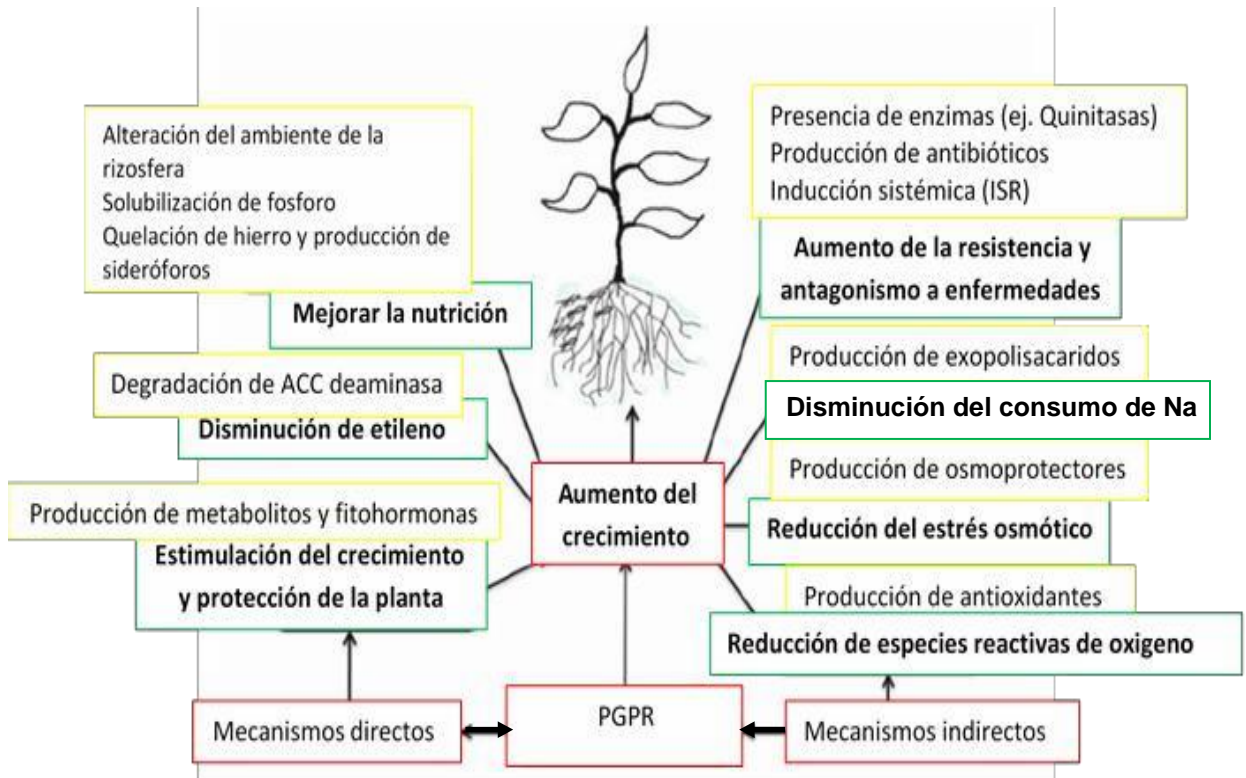 Alteración del ambiente de la
rizosfera
Solubilización de fosforo
Quelación de hierro y producción de
sideróforos
Mejorar la nutrición
Degradación de ACC deaminasa
Disminución de etileno
Producción de metabolitos y fitohormonas
Estimulación del crecimiento
y protección de la planta
Mecanismos directos
Aumento del
crecimiento
PGPR
Presencia de enzimas (ej. Quinitasas)
Producción de antibióticos
Inducción sistémica (ISR)
Aumento de la resistencia y
antagonismo a enfermedades
Producción de exopolisacaridos
Disminución del consumo de Na
Producción de osmoprotectores
Reducción del estrés osmótico
Producción de antioxidantes
Reducción de especies reactivas de oxigeno
Mecanismos indirectos